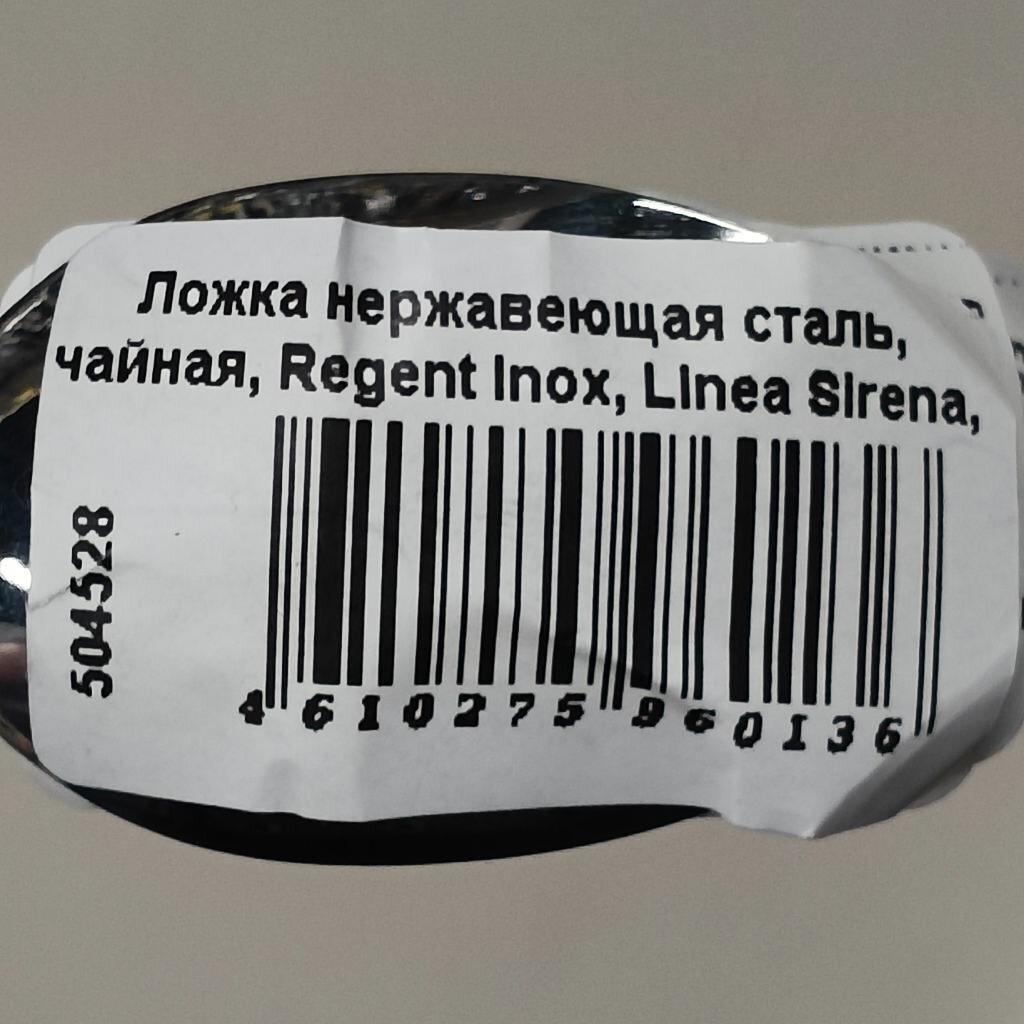 Ложка нержавеющая сталь,
чайная, Regent Inox, Linea Sirena,
504528
4 610275 960136